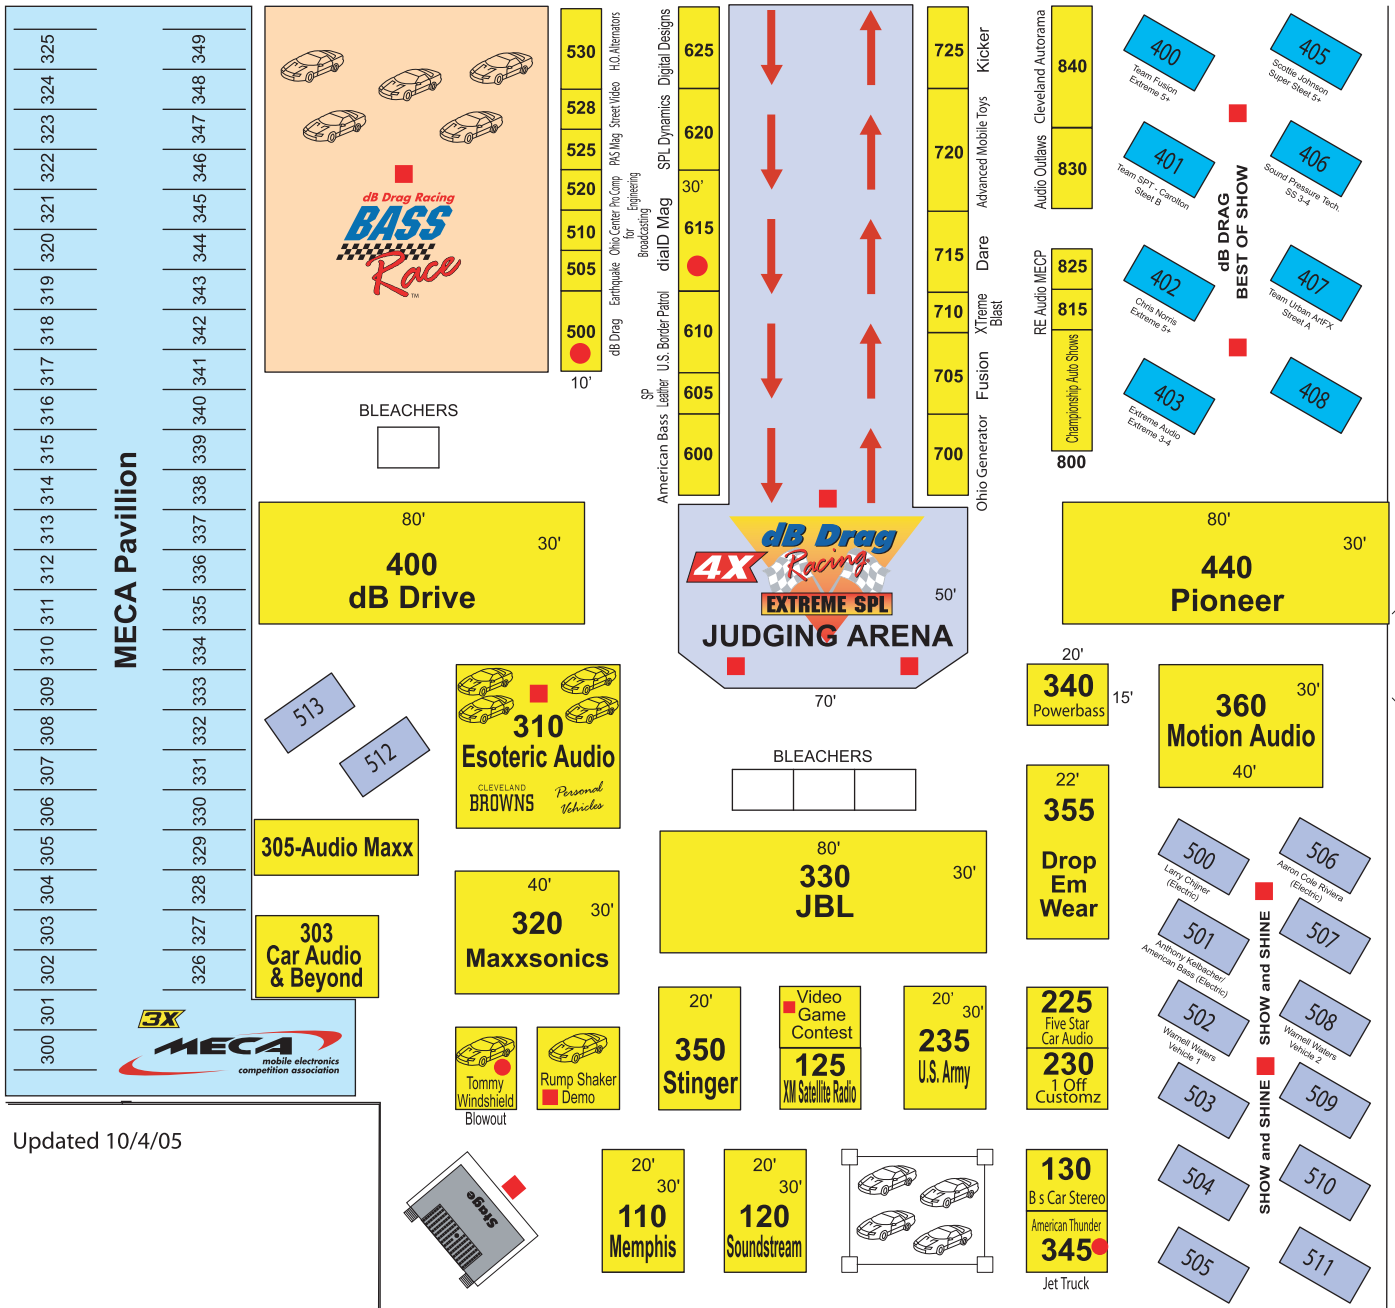 325
324
323
322
321
320
319
318
317
316
315
314
313
312
311
310
309
308
307
306
305
304
303
302
301
300
MECA Pavillion
349
348
347
346
345
344
343
342
341
340
339
338
337
336
335
334
333
332
331
330
329
328
327
326
3X
MECA
mobile electronics
competition association
Updated 10/4/05
dB Drag Racing
BASS
Race
TM
BLEACHERS
530
528
525
520
510
505
500
10'
H.O. Alternators
Street Video
PAS Mag
Pro Comp
Engineering
Ohio Center
for
Broadcasting
Earthquake
dB Drag
Digital Designs
SPL Dynamics
diaID Mag
U.S. Border Patrol
SP
Leather
American Bass
625
620
30'
615
610
605
600
725
720
715
710
705
700
Kicker
Advanced Mobile Toys
Dare
XTreme
Blast
Fusion
Ohio Generator
Cleveland Autorama
Audio Outlaws
RE Audio MECP
840
830
825
815
Championship Auto Shows
800
400
Team Fusion
Extreme 5+
401
Team SPT - Carolton
Steet B
402
Chris Norris
Extreme 5+
403
Extreme Audio
Extreme 3-4
dB DRAG
BEST OF SHOW
405
Scottie Johnson
Super Steet 5+
406
Sound Pressure Tech.
SS 3-4
407
Team Urban ArtFX
Street A
408
80'
30'
400
dB Drive
dB Drag
Racing
4X
EXTREME SPL
50'
JUDGING ARENA
70'
80'
30'
440
Pioneer
513
512
310
Esoteric Audio
CLEVELAND
BROWNS
Personal
Vehicles
BLEACHERS
20'
340
Powerbass
15'
30'
360
Motion Audio
40'
305-Audio Maxx
303
Car Audio
& Beyond
40'
30'
320
Maxxsonics
80'
30'
330
JBL
22'
355
Drop
Em
Wear
500
Larry Chijner
(Electric)
501
Anthony Kelbacher/
American Bass (Electric)
502
Warnell Waters
Vehicle 1
503
504
505
SHOW and SHINE
SHOW and SHINE
506
Aaron Cole Riviera
(Electric)
507
508
Warnell Waters
Vehicle 2
509
510
511
Tommy
Windshield
Blowout
Rump Shaker
Demo
20'
350
Stinger
Video
Game
Contest
125
XM Satellite Radio
20'
30'
235
U.S. Army
225
Five Star
Car Audio
230
1 Off
Customz
Stage
20'
30'
110
Memphis
20'
30'
120
Soundstream
130
B s Car Stereo
American Thunder
345
Jet Truck